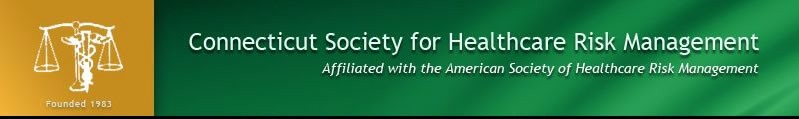 Connecticut Society for Healthcare Risk Management
Affiliated with the American Society of Healthcare Risk Management
Founded 1983